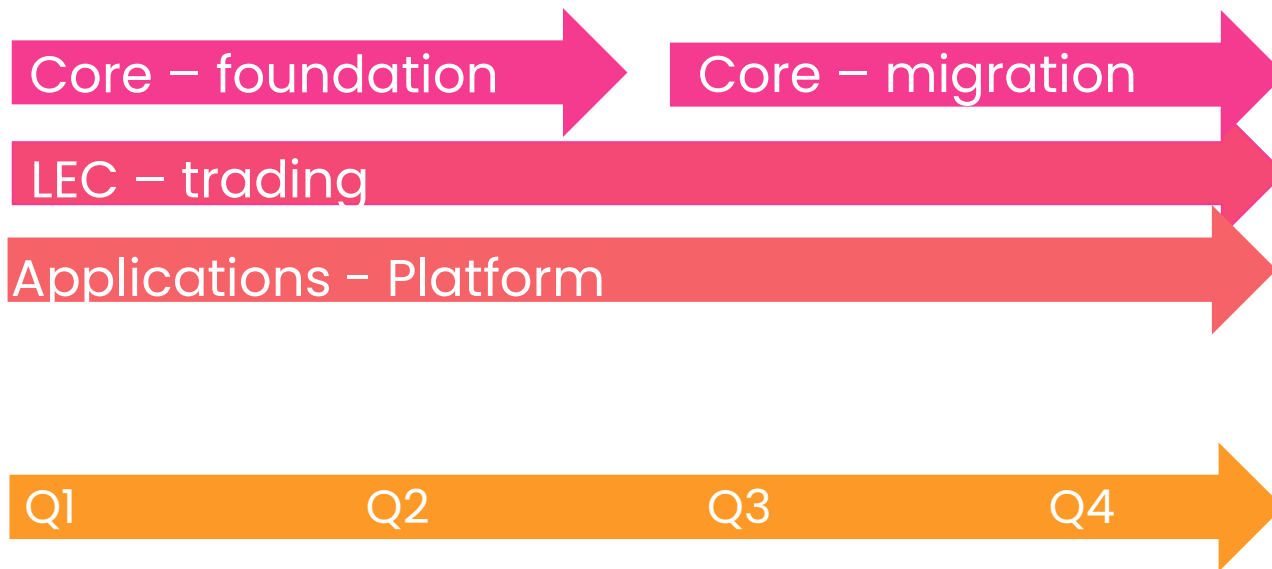 Core – foundation
Core – migration
LEC – trading
Applications - Platform
Q1 Q2 Q3 Q4